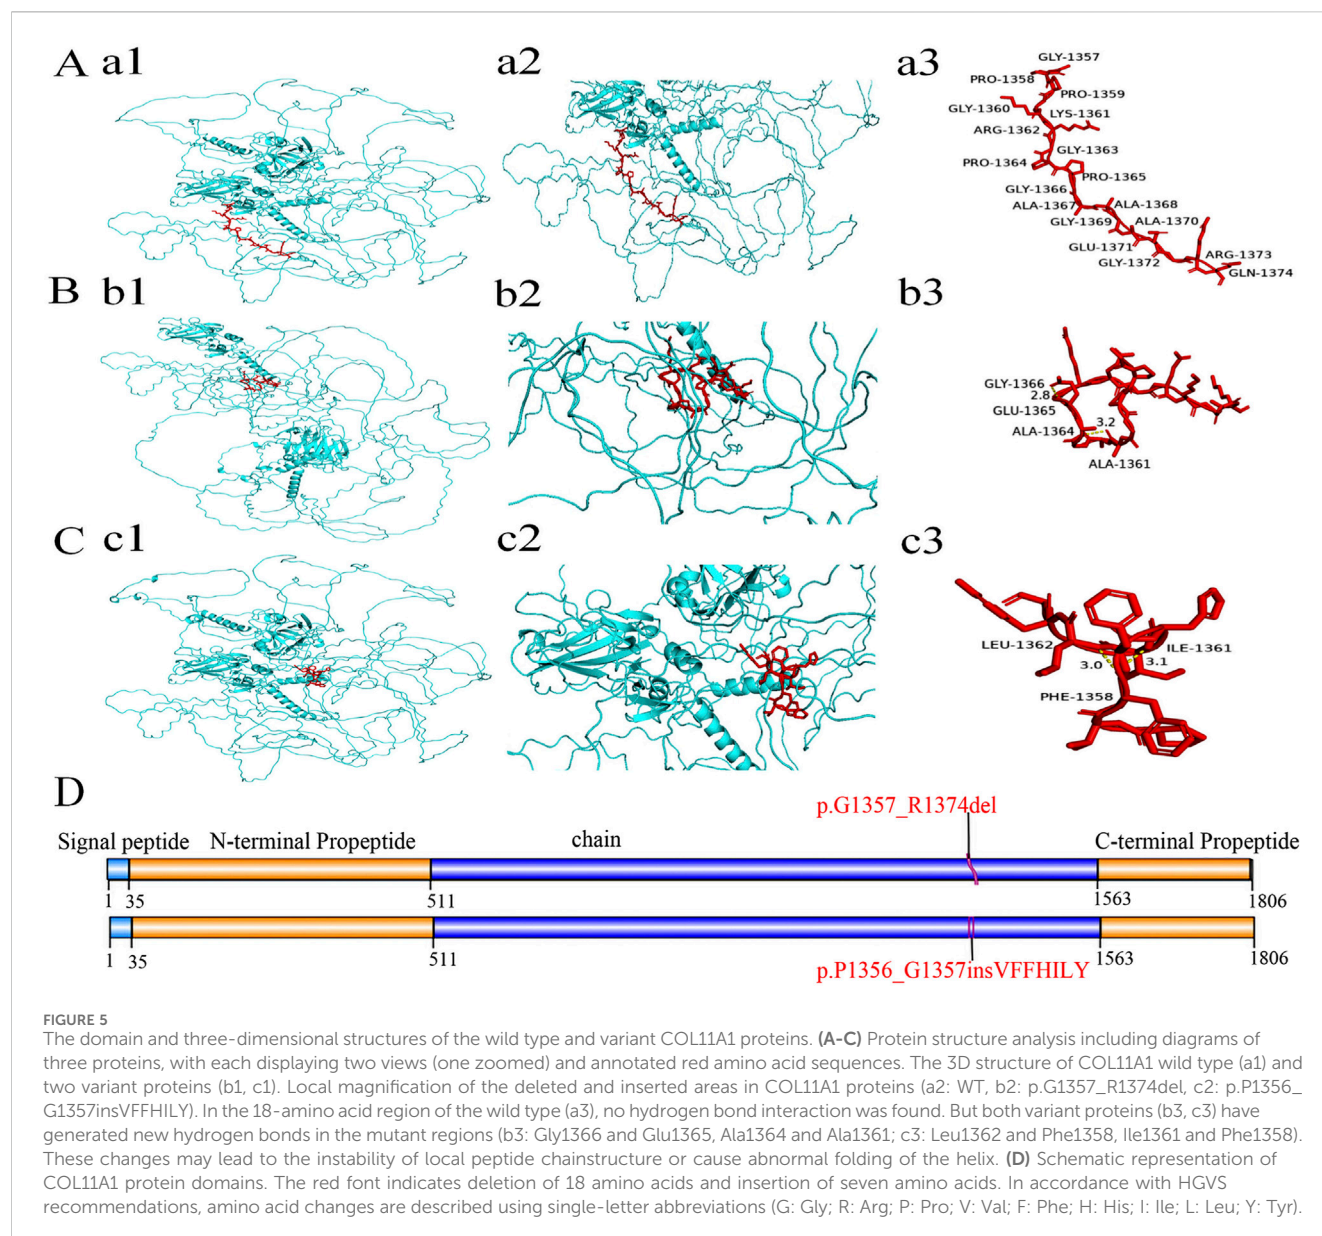 A a1
a2
a3
GLY-1357
PRO-1358
PRO-1359
GLY-1360
LYS-1361
ARG-1362
GLY-1363
PRO-1364
PRO-1365
GLY-1366
ALA-1367
ALA-1368
GLY-1369
ALA-1370
GLU-1371
GLY-1372
ARG-1373
GLN-1374
B b1
b2
b3
GLY-1366
2.8
GLU-1365
ALA-1364
3.2
ALA-1361
C c1
c2
c3
LEU-1362
ILE-1361
3.0
3.1
PHE-1358
D
p.G1357_R1374del
Signal peptide
N-terminal Propeptide
chain
C-terminal Propeptide
1
35
511
1563
1806
1
35
511
1563
1806
p.P1356_G1357insVFFHILY
FIGURE 5
The domain and three-dimensional structures of the wild type and variant COL11A1 proteins. (A-C) Protein structure analysis including diagrams of
three proteins, with each displaying two views (one zoomed) and annotated red amino acid sequences. The 3D structure of COL11A1 wild type (a1) and
two variant proteins (b1, c1). Local magnification of the deleted and inserted areas in COL11A1 proteins (a2: WT, b2: p.G1357_R1374del, c2: p.P1356_
G1357insVFFHILY). In the 18-amino acid region of the wild type (a3), no hydrogen bond interaction was found. But both variant proteins (b3, c3) have
generated new hydrogen bonds in the mutant regions (b3: Gly1366 and Glu1365, Ala1364 and Ala1361; c3: Leu1362 and Phe1358, Ile1361 and Phe1358).
These changes may lead to the instability of local peptide chainstructure or cause abnormal folding of the helix. (D) Schematic representation of
COL11A1 protein domains. The red font indicates deletion of 18 amino acids and insertion of seven amino acids. In accordance with HGVS
recommendations, amino acid changes are described using single-letter abbreviations (G: Gly; R: Arg; P: Pro; V: Val; F: Phe; H: His; I: Ile; L: Leu; Y: Tyr).